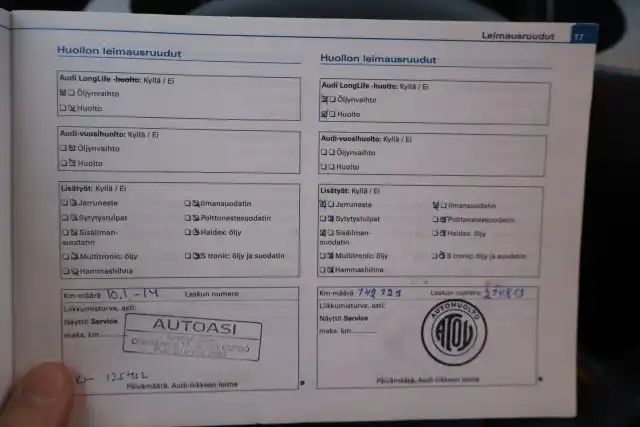 Leimausruudut 17
Huollon leimausruudut
Audi LongLife -huolto: Kyllä / Ei
Öljynvaihto
Huolto
Audi-vuosihuolto: Kyllä / Ei
Öljynvaihto
Huolto
Lisätyöt: Kyllä / Ei
Jarruneste
Ilmansuodatin
Sytytystulpat
Polttonestesuodatin
Sisäilman-
suodatin
Haldex: öljy
Multitronic: öljy
S tronic: öljy ja suodatin
Hammashihna
Km-määrä 10.1.-14 Laskun numero
Liikkumisturva, asti:
Näyttö Service
maks. km
AUTOASI
125452
Päivämäärä, Audi-liikkeen leima
Huollon leimausruudut
Audi LongLife -huolto: Kyllä / Ei
Öljynvaihto
Huolto
Audi-vuosihuolto: Kyllä / Ei
Öljynvaihto
Huolto
Lisätyöt: Kyllä / Ei
Jarruneste
Ilmansuodatin
Sytytystulpat
Polttonestesuodatin
Sisäilman-
suodatin
Haldex: öljy
Multitronic: öljy
S tronic: öljy ja suodatin
Hammashihna
Km-määrä Laskun numero
Liikkumisturva, asti:
Näyttö Service
maks. km
AUTOHUOLTO
ATOY
Päivämäärä, Audi-liikkeen leima